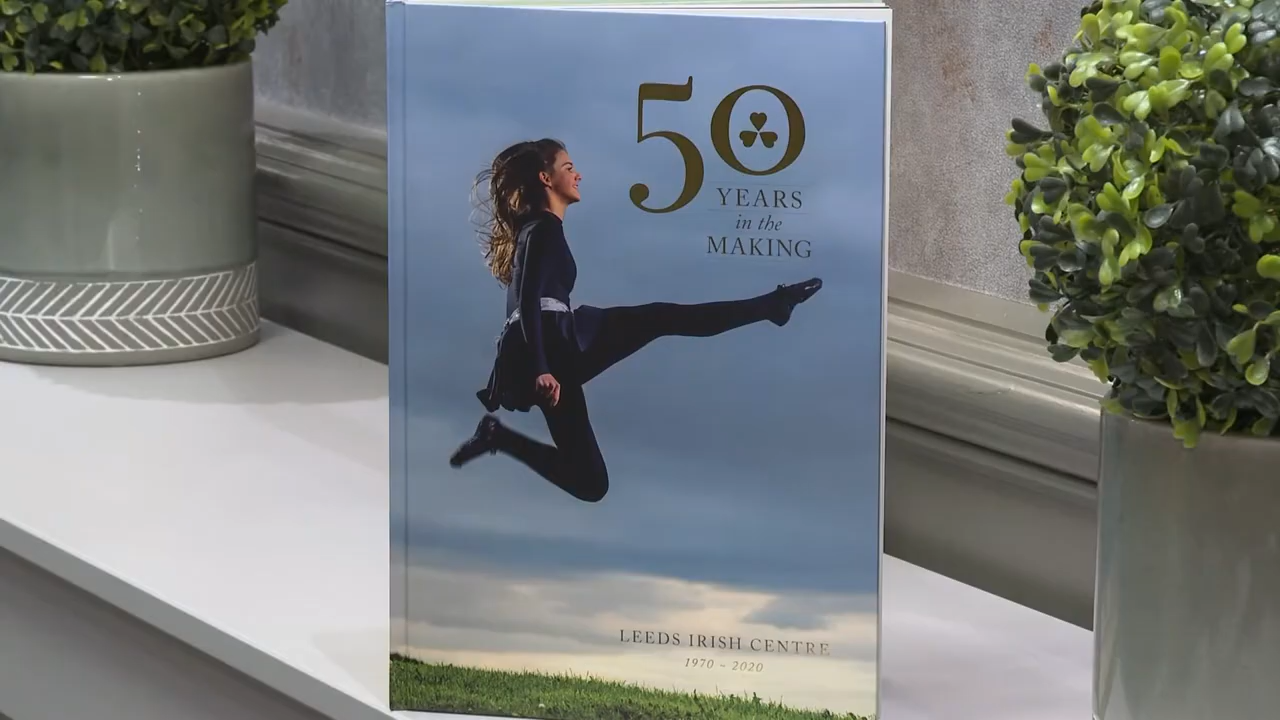 50
YEARS
in the
MAKING
LEEDS IRISH CENTRE
1970 – 2020